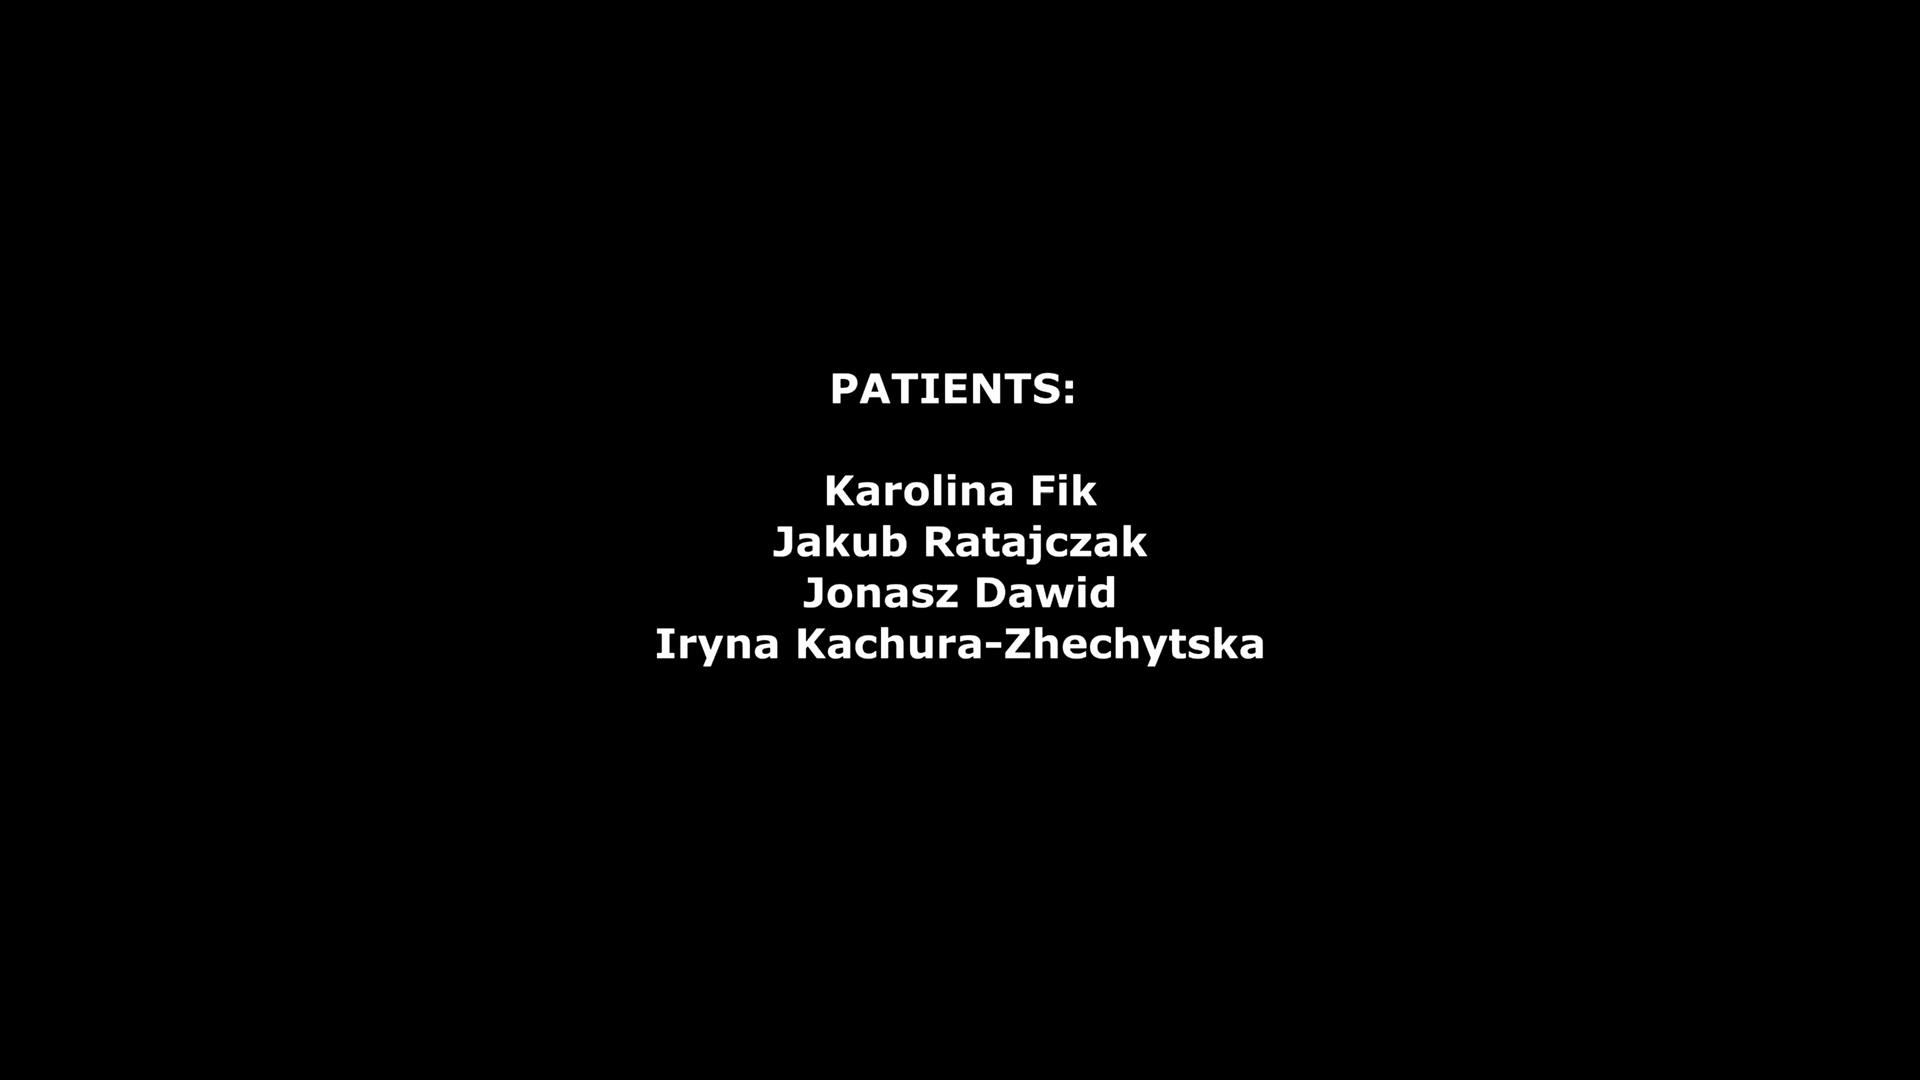 PATIENTS:
Karolina Fik
Jakub Ratajczak
Jonasz Dawid
Iryna Kachura-Zhechytska